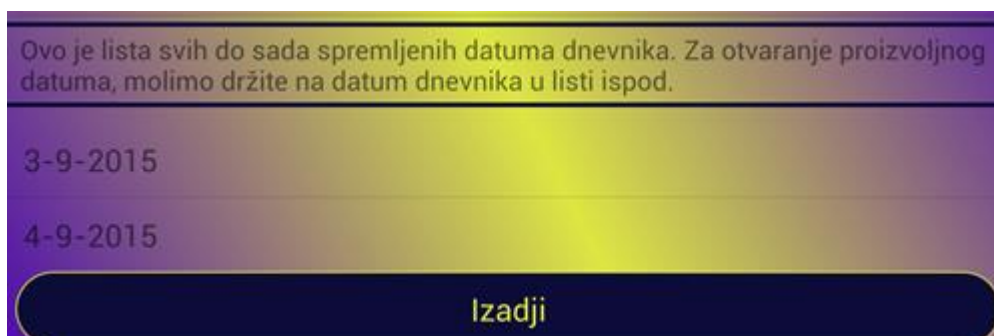 Ovo je lista svih do sada spremljenih datuma dnevnika. Za otvaranje proizvoljnog
datuma, molimo držite na datum dnevnika u listi ispod.
3-9-2015
4-9-2015
Izadji